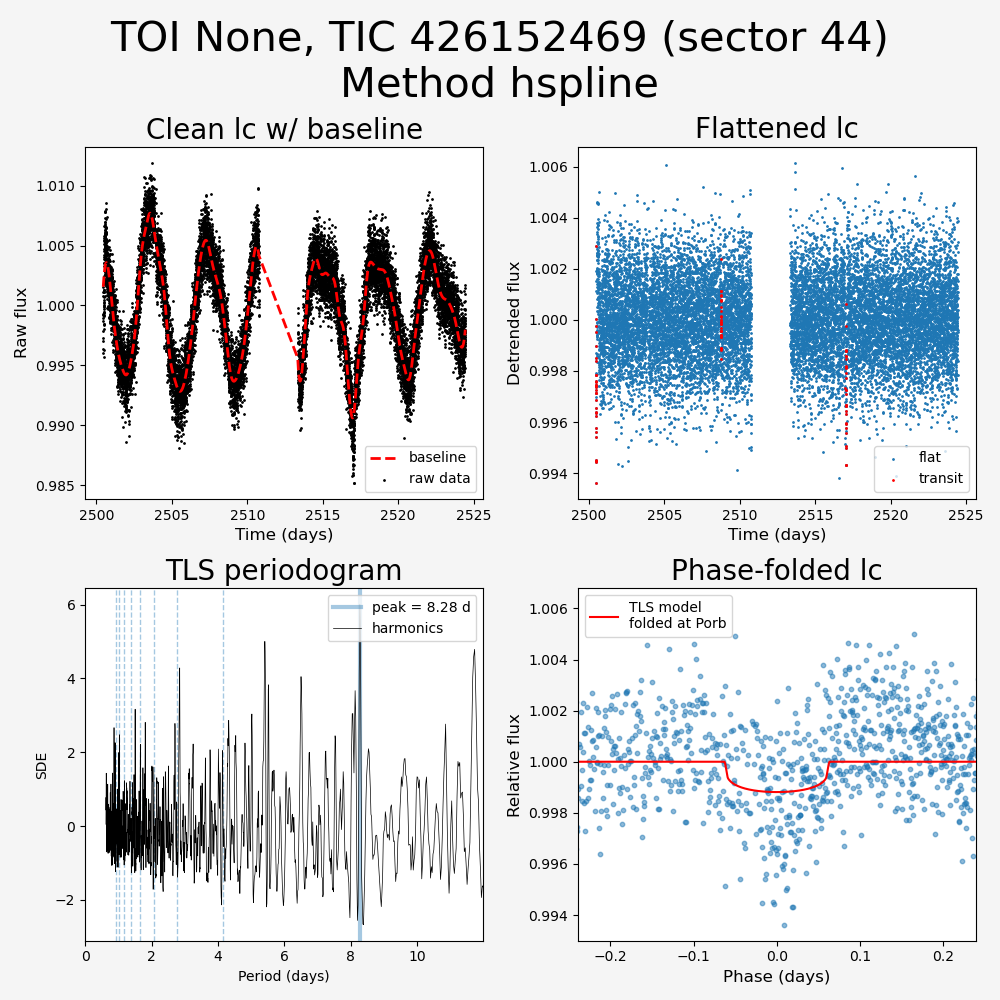 TOI None, TIC 426152469 (sector 44)
Method hspline
Clean lc w/ baseline
Raw flux
1.010
1.005
1.000
0.995
0.990
0.985
baseline
raw data
2500
2505
2510
2515
2520
2525
Time (days)
Flattened lc
Detrended flux
1.006
1.004
1.002
1.000
0.998
0.996
0.994
flat
transit
2500
2505
2510
2515
2520
2525
Time (days)
TLS periodogram
SDE
6
4
2
0
−2
peak = 8.28 d
harmonics
0
2
4
6
8
10
Period (days)
Phase-folded lc
Relative flux
1.006
1.004
1.002
1.000
0.998
0.996
0.994
TLS model
folded at Porb
−0.2
−0.1
0.0
0.1
0.2
Phase (days)